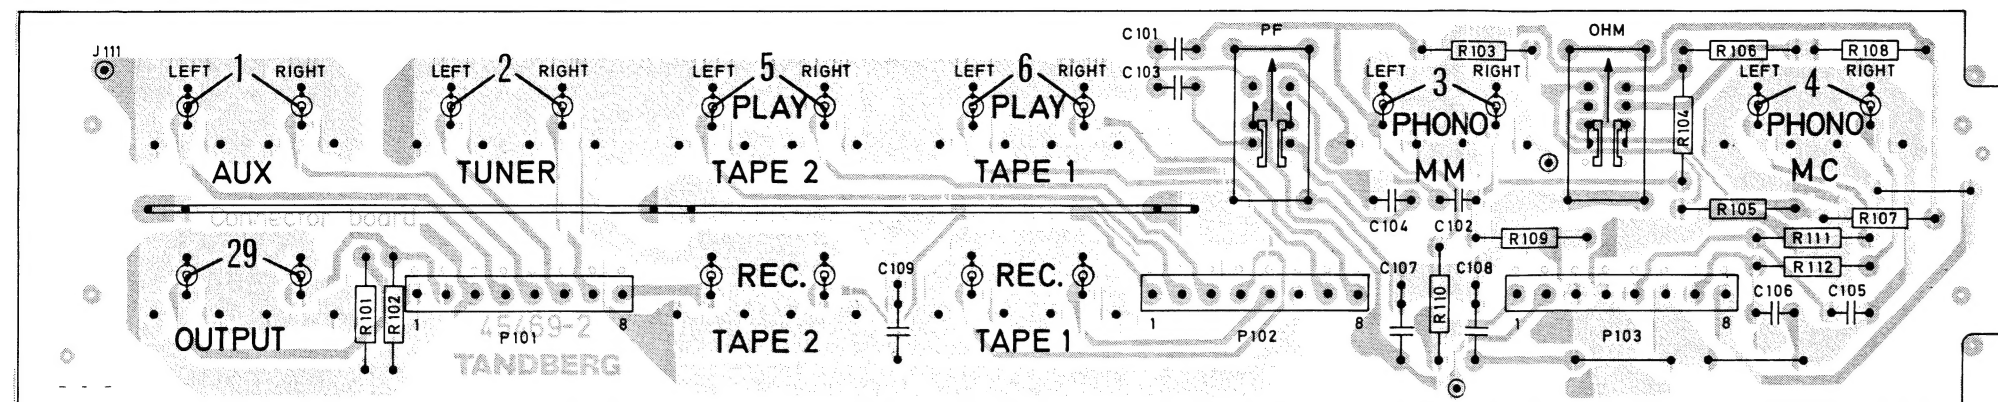 J111
1
LEFT RIGHT
AUX
2
LEFT RIGHT
TUNER
5
LEFT RIGHT
PLAY
TAPE 2
6
LEFT RIGHT
PLAY
TAPE 1
C101
C103
PF
R103
3
LEFT RIGHT
PHONO
MM
C104
C102
OHM
R104
R106
R108
4
LEFT RIGHT
PHONO
MC
R105
R107
R109
R111
R112
C106
C105
Connector board
29
OUTPUT
R101
R102
1 P101 8
45469-2
TANDBERG
REC.
TAPE 2
C109
REC.
TAPE 1
1 P102 8
C107
R110
C108
1 P103 8